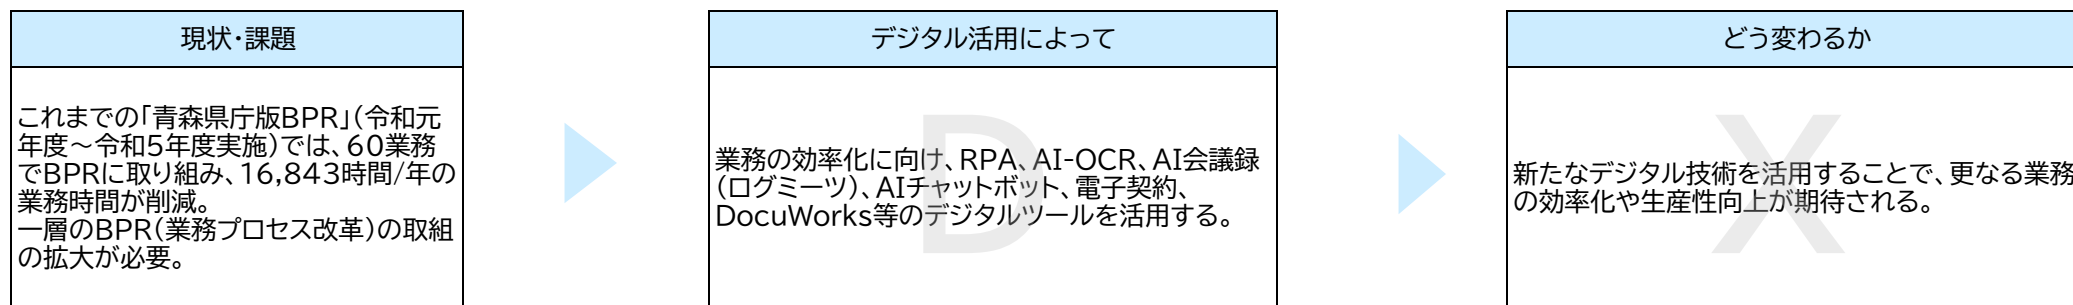 現状・課題
これまでの「青森県庁版BPR」（令和元
年度～令和5年度実施）では、60業務
でBPRに取り組み、16,843時間/年の
業務時間が削減。
一層のBPR（業務プロセス改革）の取組
の拡大が必要。
デジタル活用によって
業務の効率化に向け、RPA、AI-OCR、AI会議録
（ログミーツ）、AIチャットボット、電子契約、
DocuWorks等のデジタルツールを活用する。
D
どう変わるか
新たなデジタル技術を活用することで、更なる業務
の効率化や生産性向上が期待される。
X